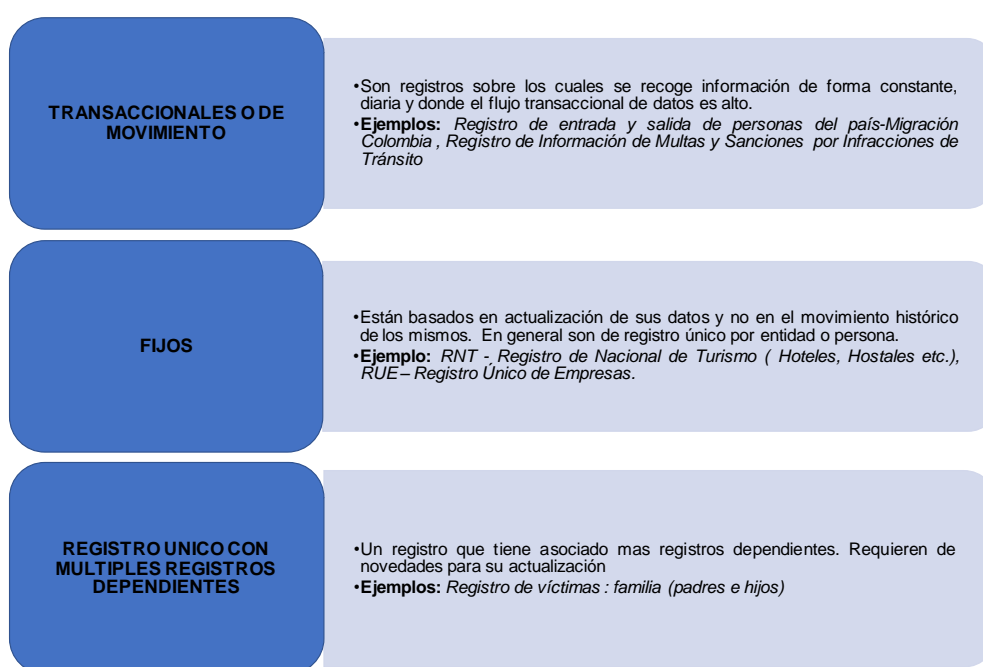 TRANSACCIONALES O DE
MOVIMIENTO
•Son registros sobre los cuales se recoge información de forma constante,
diaria y donde el flujo transaccional de datos es alto.
•Ejemplos: Registro de entrada y salida de personas del país-Migración
Colombia , Registro de Información de Multas y Sanciones por Infracciones de
Tránsito
FIJOS
•Están basados en actualización de sus datos y no en el movimiento histórico
de los mismos. En general son de registro único por entidad o persona.
•Ejemplo: RNT - Registro de Nacional de Turismo ( Hoteles, Hostales etc.),
RUE – Registro Único de Empresas.
REGISTRO UNICO CON
MULTIPLES REGISTROS
DEPENDIENTES
•Un registro que tiene asociado mas registros dependientes. Requieren de
novedades para su actualización
•Ejemplos: Registro de víctimas : familia (padres e hijos)